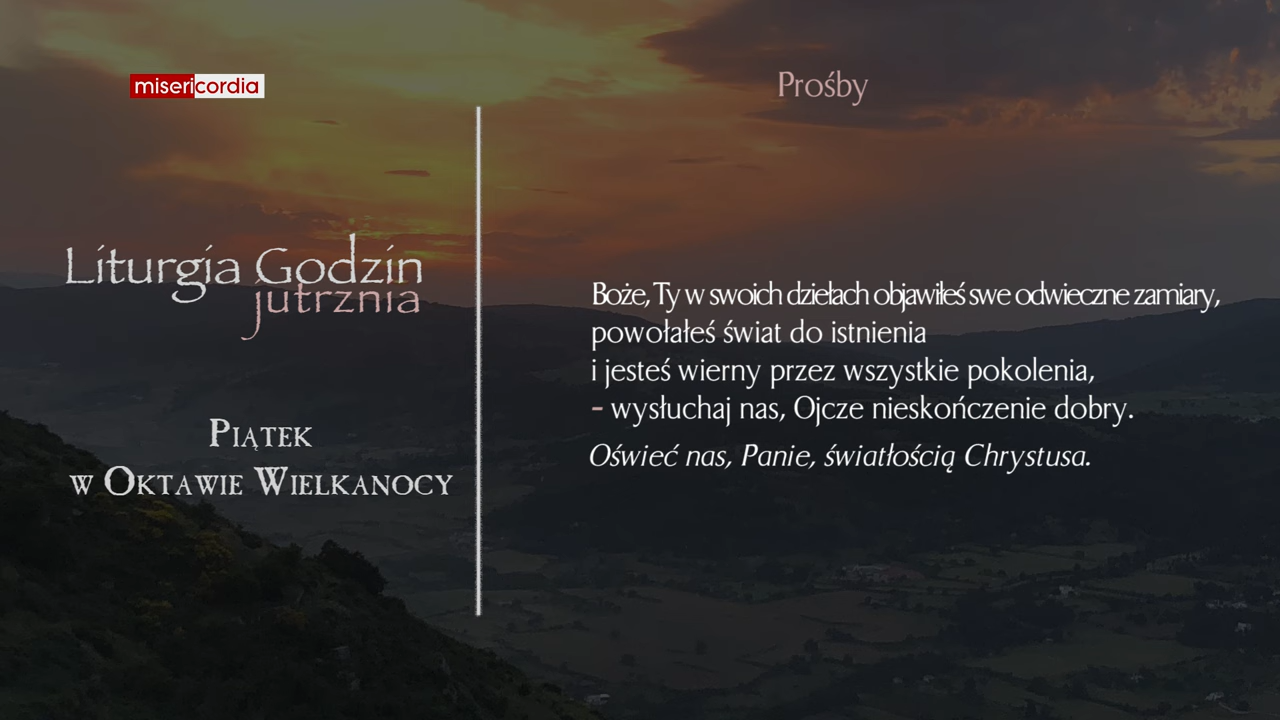 misericordia
Liturgia Godzin
jutrznia
Piątek
w Oktawie Wielkanocy
Prośby
Boże, Ty w swoich dziełach objawiłeś swe odwieczne zamiary,
powołałeś świat do istnienia
i jesteś wierny przez wszystkie pokolenia,
- wysłuchaj nas, Ojcze nieskończenie dobry.
Oświeć nas, Panie, światłością Chrystusa.